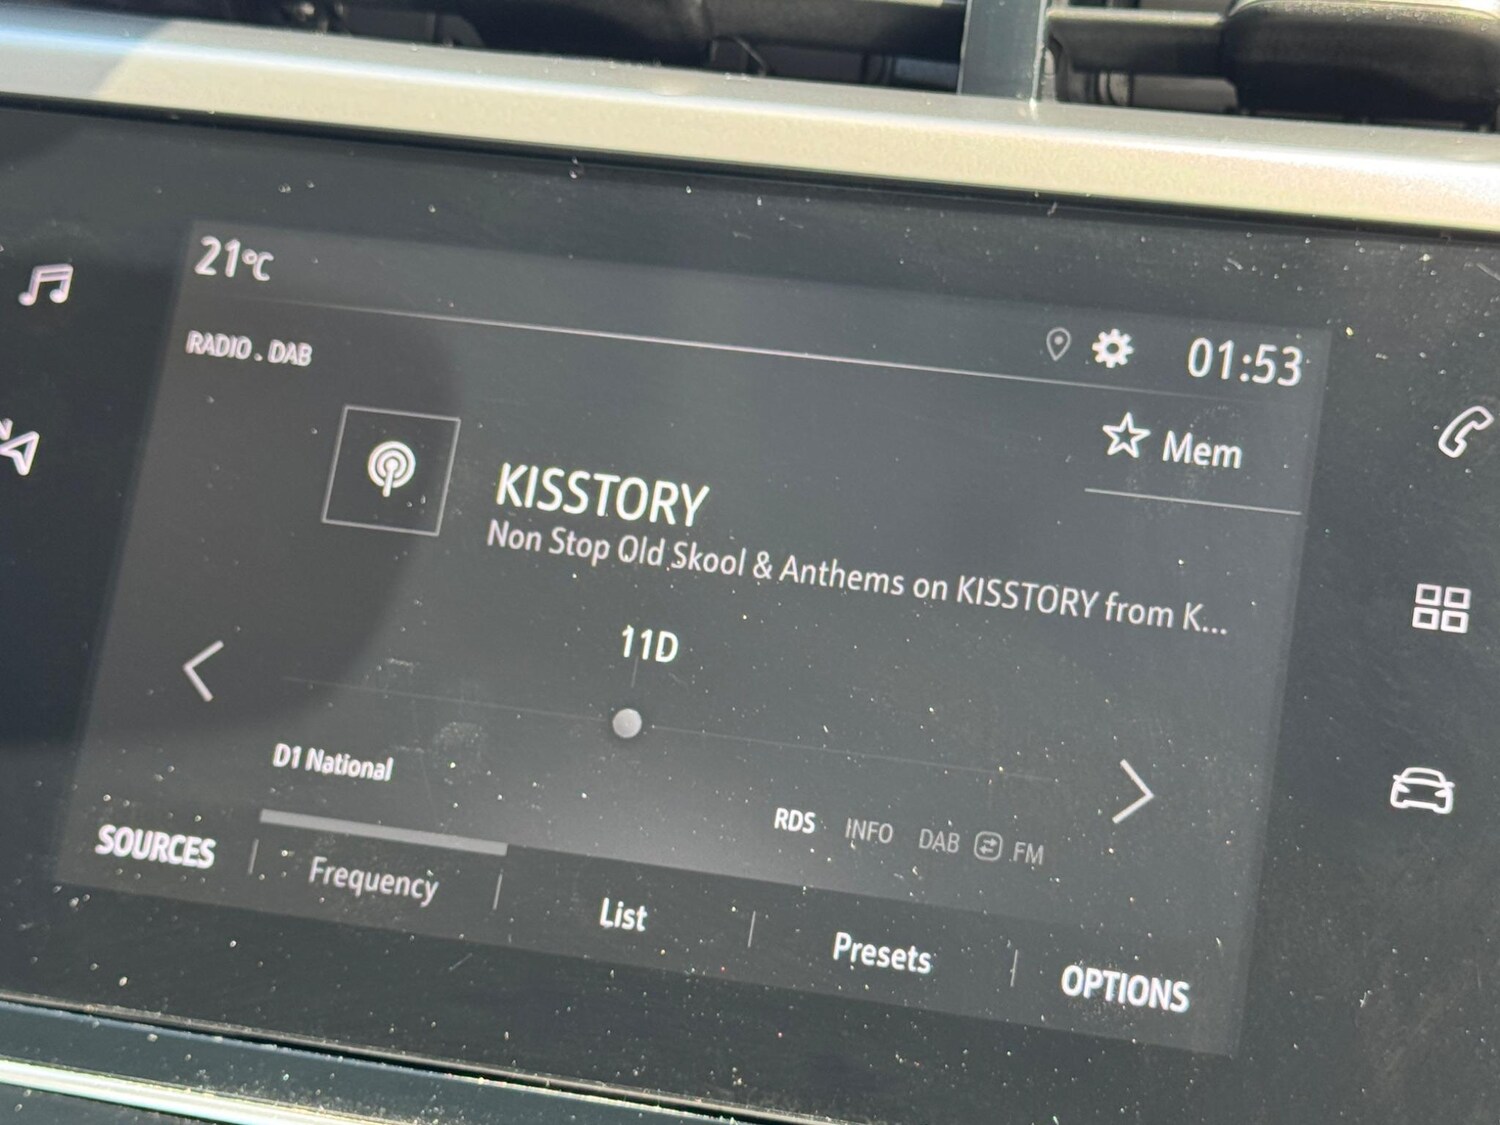 21°C
01:53
RADIO . DAB
Mem
KISSTORY
Non Stop Old Skool & Anthems on KISSTORY from K...
11D
D1 National
RDS INFO DAB FM
SOURCES Frequency List Presets OPTIONS